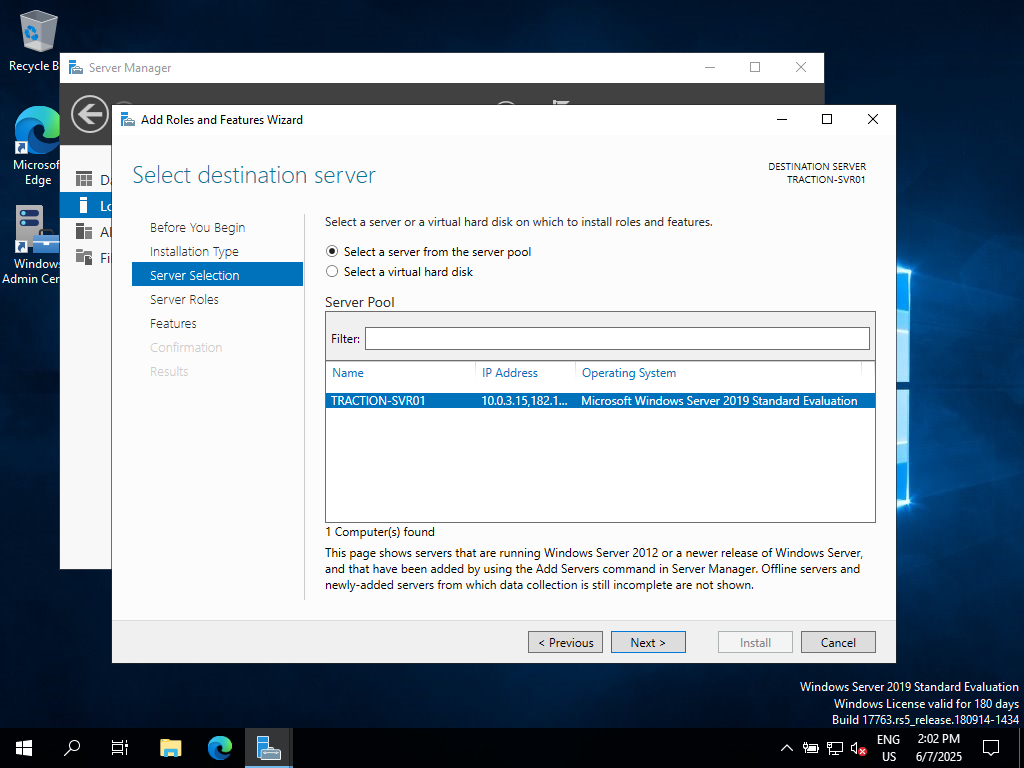 Recycle B
Server Manager
Add Roles and Features Wizard
Microsof
Edge
Windows
Admin Cen
Select destination server
DESTINATION SERVER
TRACTION-SVR01
Before You Begin
Installation Type
Server Selection
Server Roles
Features
Confirmation
Results
Select a server or a virtual hard disk on which to install roles and features.
Select a server from the server pool
Select a virtual hard disk
Server Pool
Filter:
Name IP Address Operating System
TRACTION-SVR01 10.0.3.15,182.1... Microsoft Windows Server 2019 Standard Evaluation
1 Computer(s) found
This page shows servers that are running Windows Server 2012 or a newer release of Windows Server,
and that have been added by using the Add Servers command in Server Manager. Offline servers and
newly-added servers from which data collection is still incomplete are not shown.
< Previous Next > Install Cancel
Windows Server 2019 Standard Evaluation
Windows License valid for 180 days
Build 17763.rs5_release.180914-1434
ENG
US
2:02 PM
6/7/2025